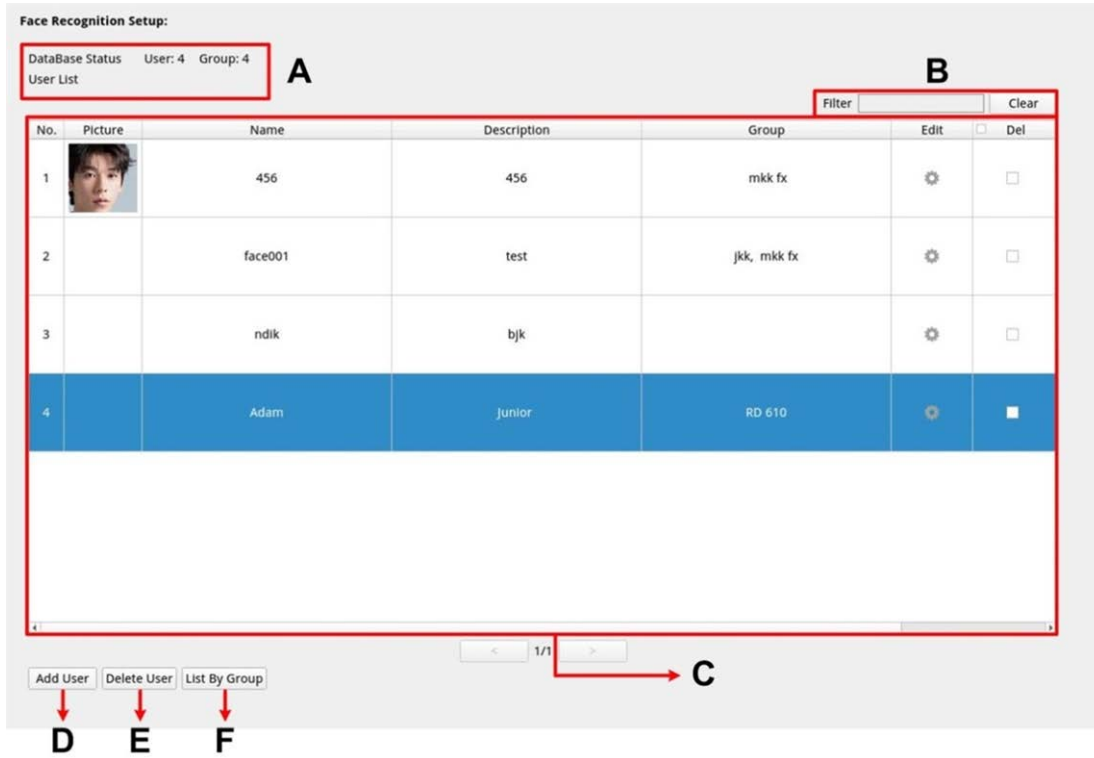 Face Recognition Setup:
DataBase Status User: 4 Group: 4
User List
A
B
Filter Clear
No. Picture Name Description Group Edit Del
1 456 456 mkk fx
2 face001 test jkk, mkk fx
3 ndik bjk
4 Adam Junior RD 610
< 1/1 >
C
Add User Delete User List By Group
D E F